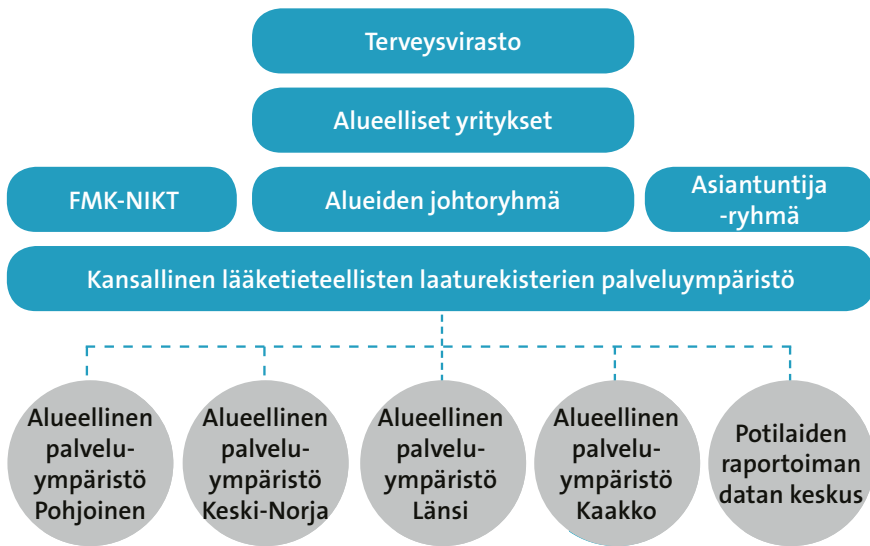 Terveysvirasto
Alueelliset yritykset
FMK-NIKT
Alueiden johtoryhmä
Asiantuntija
-ryhmä
Kansallinen lääketieteellisten laaturekisterien palveluympäristö
Alueellinen
palvelu-
ympäristö
Pohjoinen
Alueellinen
palvelu-
ympäristö
Keski-Norja
Alueellinen
palvelu-
ympäristö
Länsi
Alueellinen
palvelu-
ympäristö
Kaakko
Potilaiden
raportoiman
datan keskus